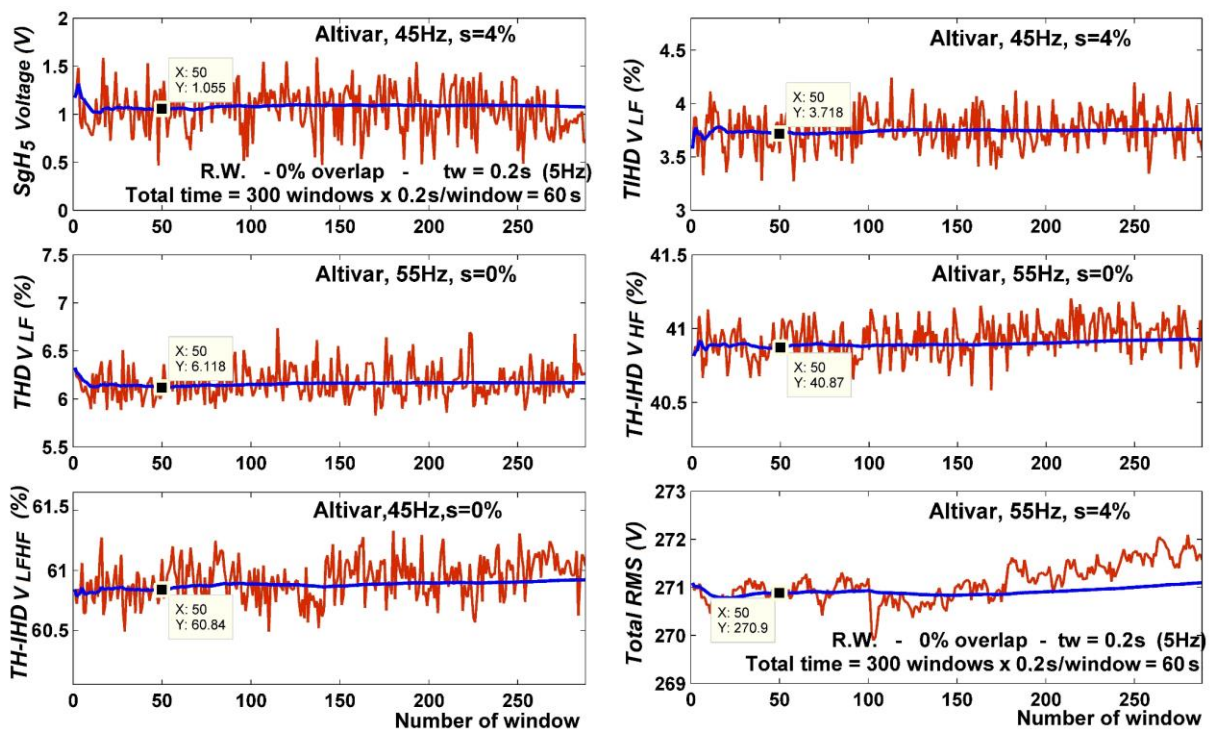 SgH5 Voltage (V)
2
1.5
1
0.5
0
Altivar, 45Hz, s=4%
X: 50
Y: 1.055
R.W. - 0% overlap - tw = 0.2s (5Hz)
Total time = 300 windows x 0.2s/window = 60s
0 50 100 150 200 250
TIHD V LF (%)
4.5
4
3.5
3
Altivar, 45Hz, s=4%
X: 50
Y: 3.718
0 50 100 150 200 250
THD V LF (%)
7.5
7
6.5
6
5.5
Altivar, 55Hz, s=0%
X: 50
Y: 6.118
0 50 100 150 200 250
TH-IHD V HF (%)
41.5
41
40.5
Altivar, 55Hz, s=0%
X: 50
Y: 40.87
0 50 100 150 200 250
TH-IHD V LFHF (%)
61.5
61
60.5
Altivar,45Hz,s=0%
X: 50
Y: 60.84
0 50 100 150 200 250
Number of window
Total RMS (V)
273
272
271
270
269
Altivar, 55Hz, s=4%
X: 50
Y: 270.9
R.W. - 0% overlap - tw = 0.2s (5Hz)
Total time = 300 windows x 0.2s/window = 60s
0 50 100 150 200 250
Number of window